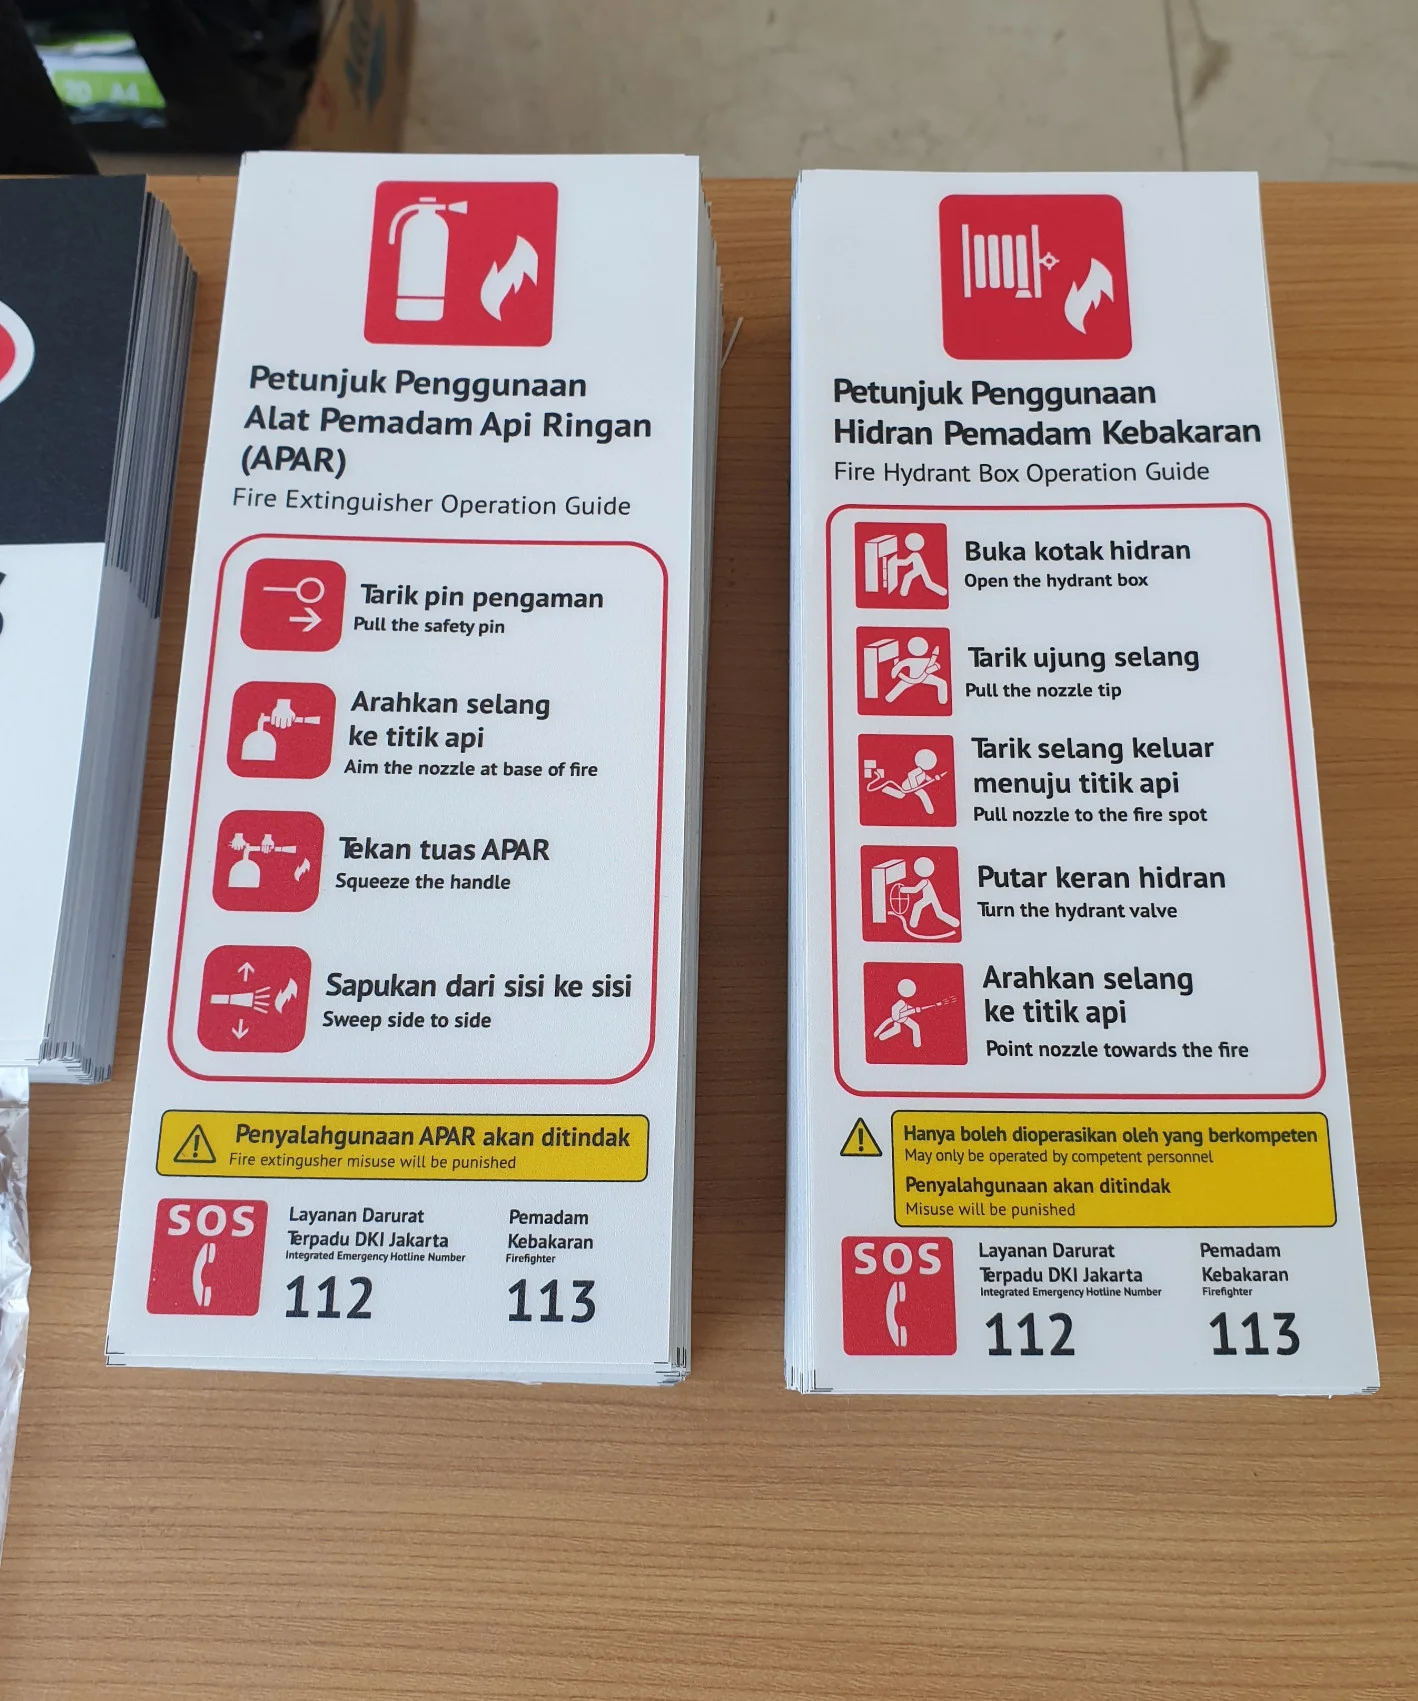 A4
Petunjuk Penggunaan
Alat Pemadam Api Ringan
(APAR)
Fire Extinguisher Operation Guide
Tarik pin pengaman
Pull the safety pin
Arahkan selang
ke titik api
Aim the nozzle at base of fire
Tekan tuas APAR
Squeeze the handle
Sapukan dari sisi ke sisi
Sweep side to side
Penyalahgunaan APAR akan ditindak
Fire extingusher misuse will be punished
SOS
Layanan Darurat
Terpadu DKI Jakarta
Integrated Emergency Hotline Number
112
Pemadam
Kebakaran
Firefighter
113
Petunjuk Penggunaan
Hidran Pemadam Kebakaran
Fire Hydrant Box Operation Guide
Buka kotak hidran
Open the hydrant box
Tarik ujung selang
Pull the nozzle tip
Tarik selang keluar
menuju titik api
Pull nozzle to the fire spot
Putar keran hidran
Turn the hydrant valve
Arahkan selang
ke titik api
Point nozzle towards the fire
Hanya boleh dioperasikan oleh yang berkompeten
May only be operated by competent personnel
Penyalahgunaan akan ditindak
Misuse will be punished
SOS
Layanan Darurat
Terpadu DKI Jakarta
Integrated Emergency Hotline Number
112
Pemadam
Kebakaran
Firefighter
113